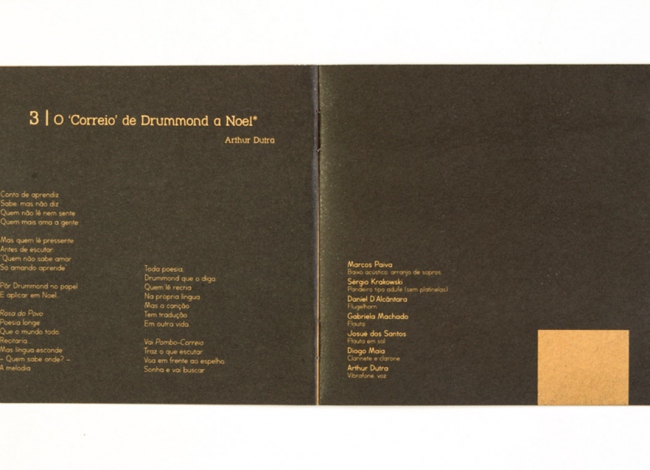 3 | O 'Correio' de Drummond a Noel*
Arthur Dutra
Conto de aprendiz
Sabe, mas não diz
Quem não lê nem sente
Quem mais ama a gente
Mas quem lê pressente
Antes de escutar:
'Quem não sabe amar
Só amando aprende'
Pôr Drummond no papel
E aplicar em Noel.
Rosa do Povo
Poesia longe
Que o mundo todo
Recitaria
Mas língua esconde
– Quem sabe onde? –
A melodia
Toda poesia
Drummond que o diga
Quem lê recria
Na própria língua
Mas a canção
Tem tradução
Em outra vida
Vai Pombo-Correio
Traz o que escutar
Voa em frente ao espelho
Sonha e vai buscar
Marcos Paiva
Baixo acústico, arranjo de sopros
Sérgio Krakowski
Pandeiro tipo adufe (sem platinelas)
Daniel D'Alcântara
Flugelhorn
Gabriela Machado
Flauta
Josué dos Santos
Flauta em sol
Diogo Maia
Clarinete e clarone
Arthur Dutra
Vibrafone, voz